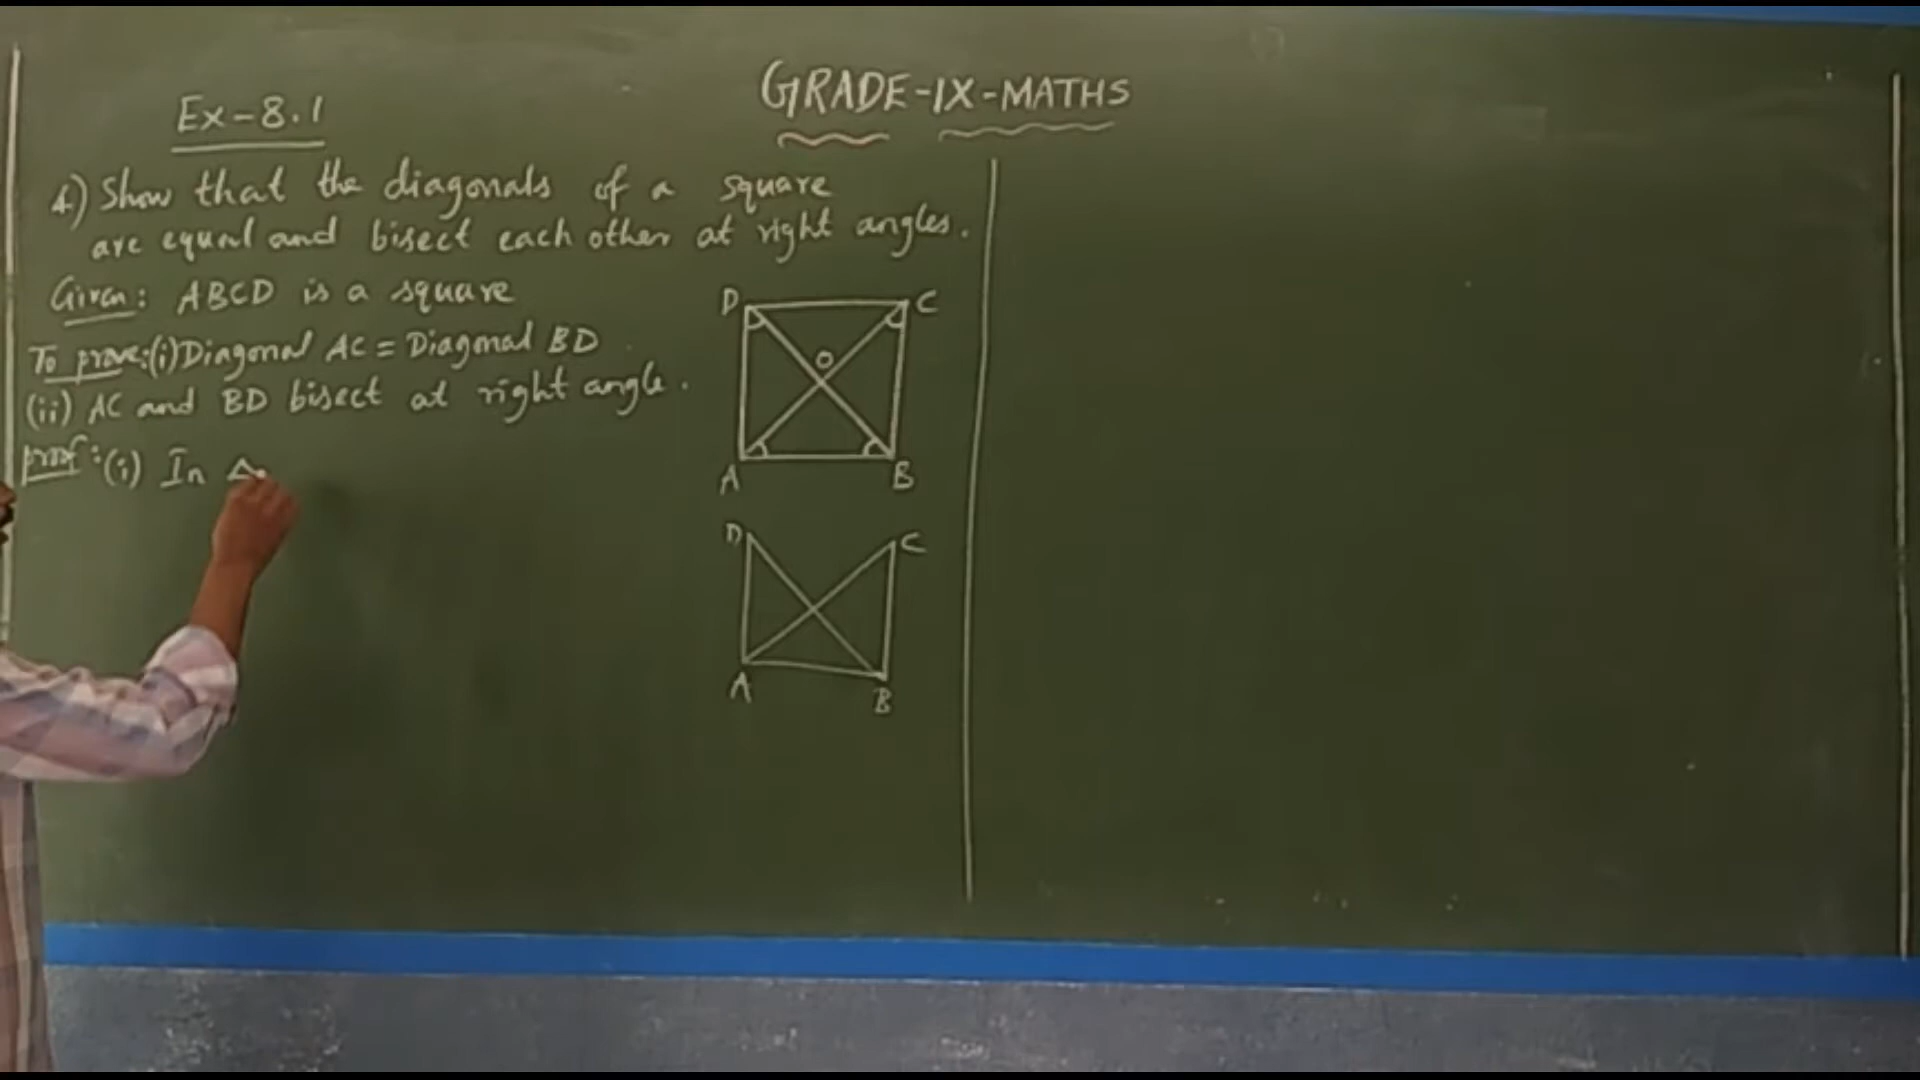 GRADE-IX-MATHS
Ex-8.1
4.) Show that the diagonals of a square
are equal and bisect each other at right angles.
Given: ABCD is a square
To prove:(i) Diagonal AC = Diagonal BD
(ii) AC and BD bisect at right angle.
proof:(i) In Δ
D C
O
A B
D C
A B